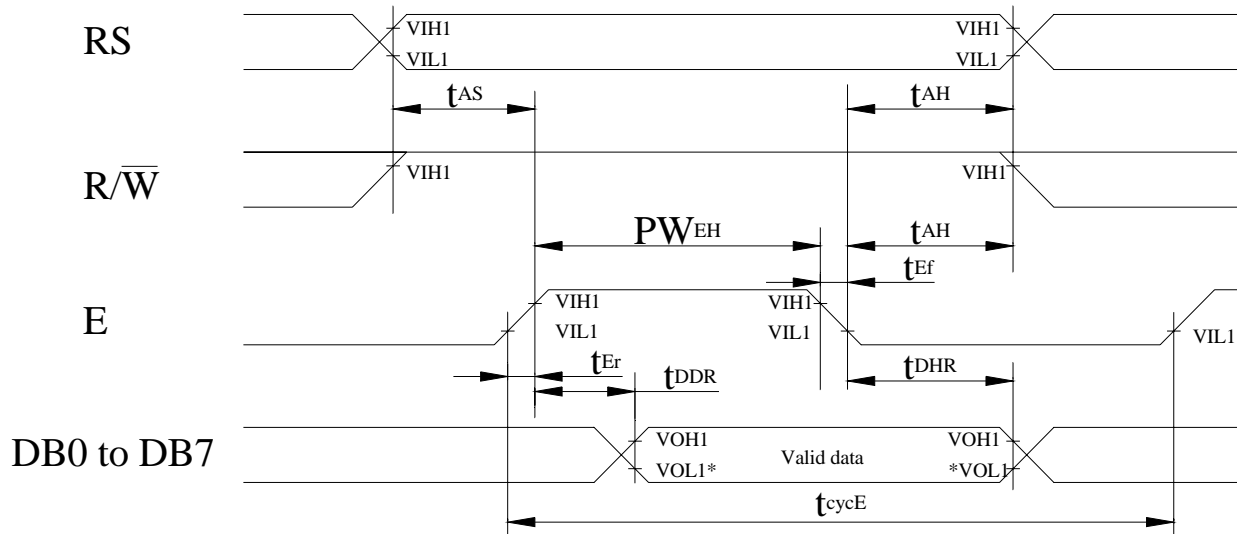 RS
VIH1
VIL1
VIH1
VIL1
tAS
tAH
R/W̅
VIH1
VIH1
PWEH
tAH
tEf
E
VIH1
VIL1
VIH1
VIL1
VIL1
tEr
tDDR
tDHR
DB0 to DB7
VOH1
VOL1*
Valid data
VOH1
*VOL1
tcycE